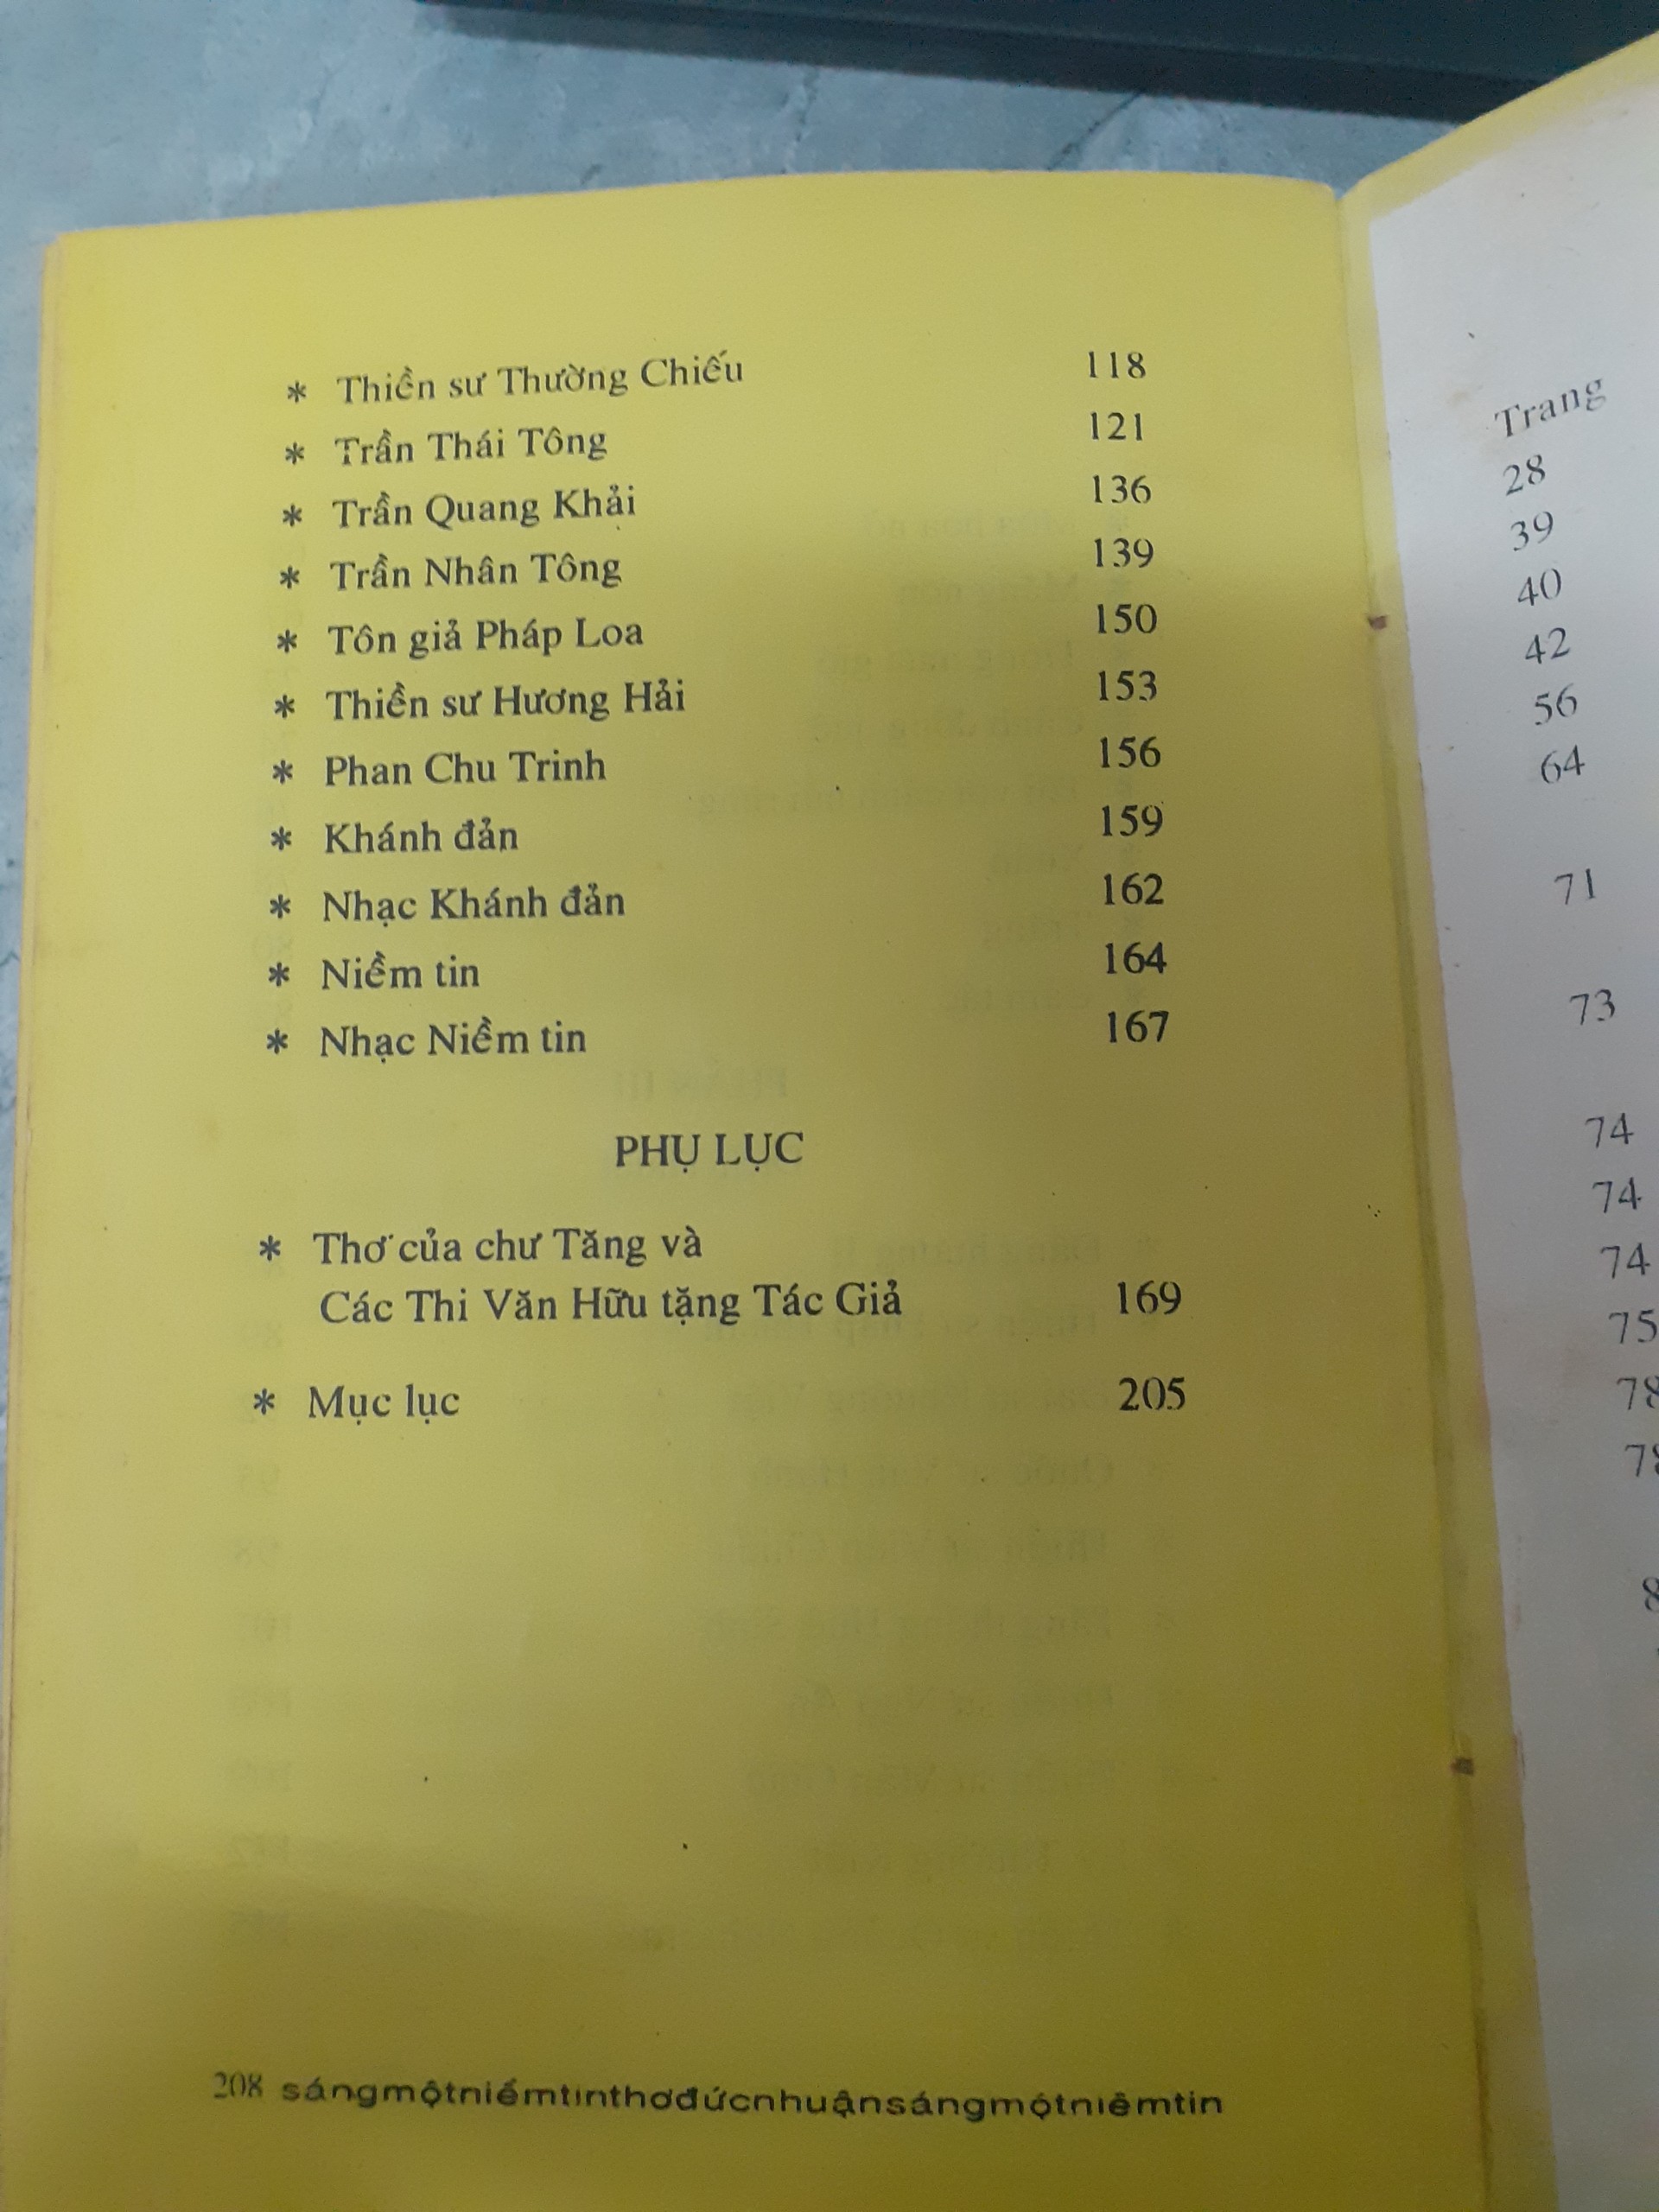 * Thiền sư Thường Chiếu 118
* Trần Thái Tông 121
* Trần Quang Khải 136
* Trần Nhân Tông 139
* Tôn giả Pháp Loa 150
* Thiền sư Hương Hải 153
* Phan Chu Trinh 156
* Khánh đản 159
* Nhạc Khánh đản 162
* Niềm tin 164
* Nhạc Niềm tin 167
PHỤ LỤC
* Thơ của chư Tăng và
Các Thi Văn Hữu tặng Tác Giả 169
* Mục lục 205
208 sángmộtniềmtinthơđứcnhuậnsángmộtniềmtin
Trang
28
39
40
42
56
64
71
73
74
74
74
75
78